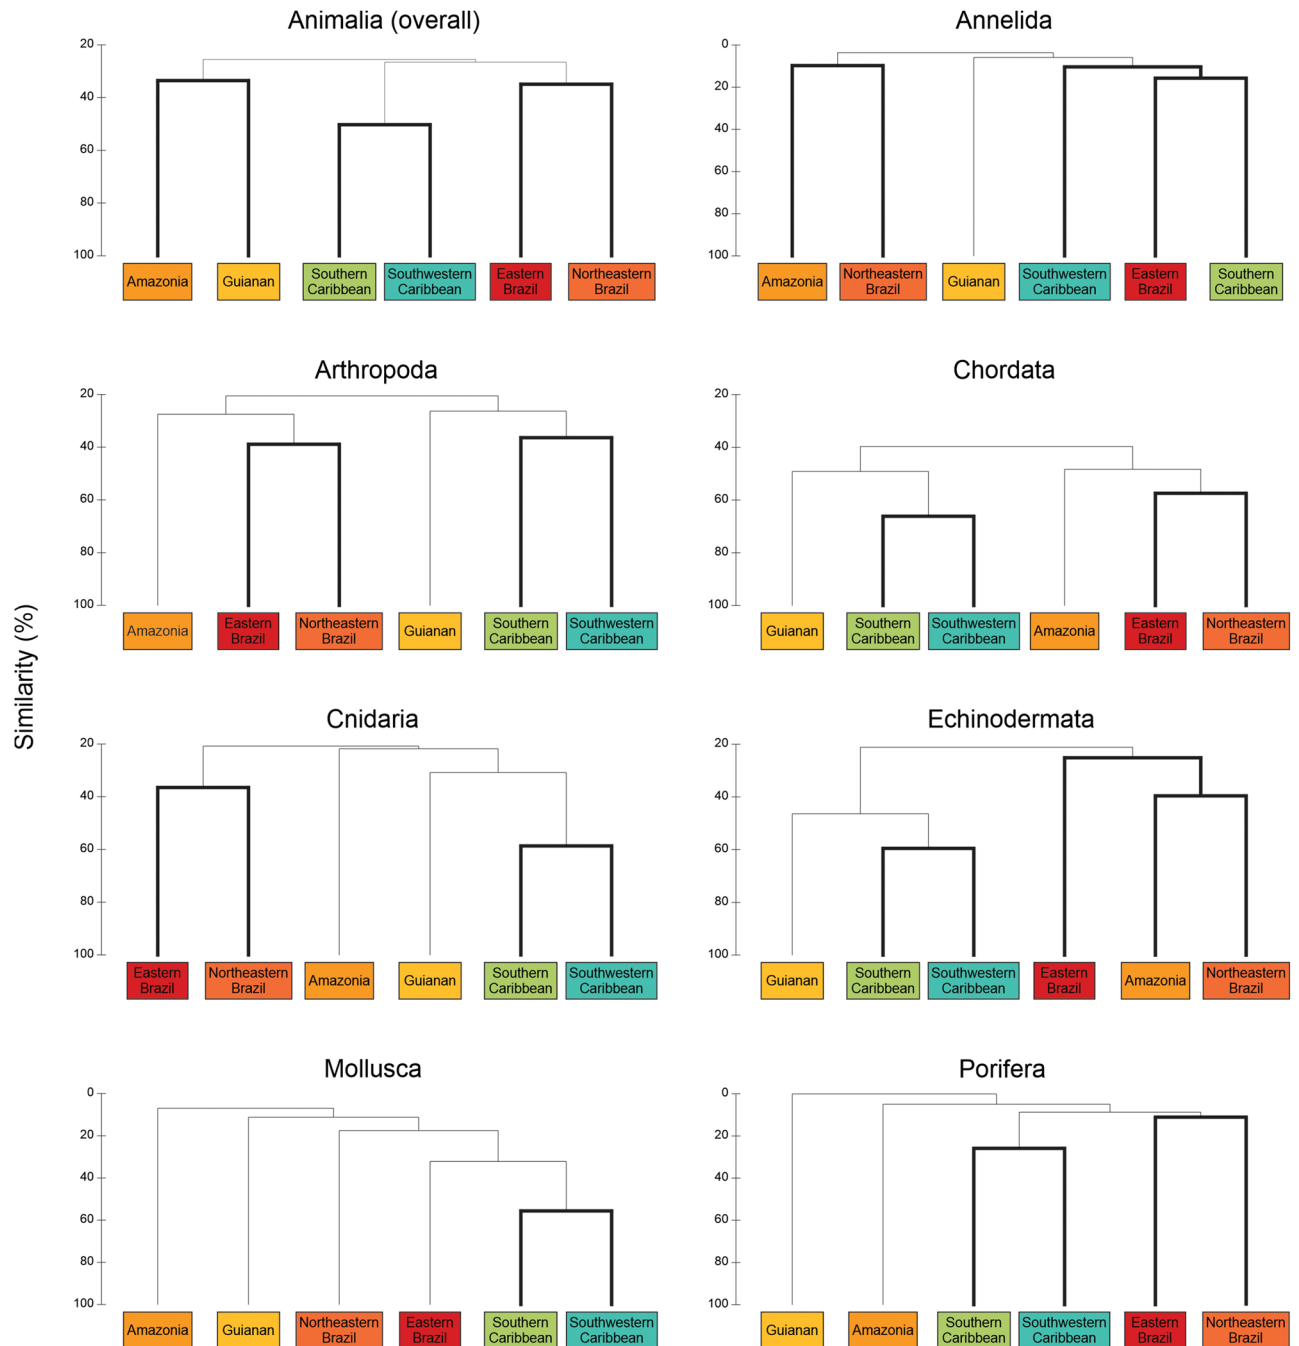 Similarity (%)
Animalia (overall)
20
40
60
80
100
Amazonia
Guianan
Southern
Caribbean
Southwestern
Caribbean
Eastern
Brazil
Northeastern
Brazil
Annelida
0
20
40
60
80
100
Amazonia
Northeastern
Brazil
Guianan
Southwestern
Caribbean
Eastern
Brazil
Southern
Caribbean
Arthropoda
20
40
60
80
100
Amazonia
Eastern
Brazil
Northeastern
Brazil
Guianan
Southern
Caribbean
Southwestern
Caribbean
Chordata
20
40
60
80
100
Guianan
Southern
Caribbean
Southwestern
Caribbean
Amazonia
Eastern
Brazil
Northeastern
Brazil
Cnidaria
20
40
60
80
100
Eastern
Brazil
Northeastern
Brazil
Amazonia
Guianan
Southern
Caribbean
Southwestern
Caribbean
Echinodermata
20
40
60
80
100
Guianan
Southern
Caribbean
Southwestern
Caribbean
Eastern
Brazil
Amazonia
Northeastern
Brazil
Mollusca
0
20
40
60
80
100
Amazonia
Guianan
Northeastern
Brazil
Eastern
Brazil
Southern
Caribbean
Southwestern
Caribbean
Porifera
0
20
40
60
80
100
Guianan
Amazonia
Southern
Caribbean
Southwestern
Caribbean
Eastern
Brazil
Northeastern
Brazil